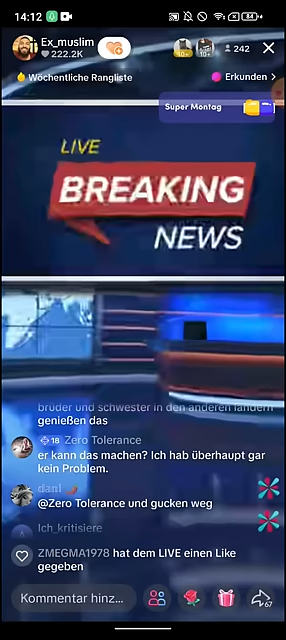 14:12
84
Ex_muslim
222.2K
10+
10+
242
Wöchentliche Rangliste
Erkunden >
Super Montag
LIVE
BREAKING
NEWS
bruder und schwester in den anderen ländern
genießen das
18 Zero Tolerance
er kann das machen? Ich hab überhaupt gar
kein Problem.
danl
@Zero Tolerance und gucken weg
Ich_kritisiere
ZMEGMA1978 hat dem LIVE einen Like
gegeben
Kommentar hinz...
67